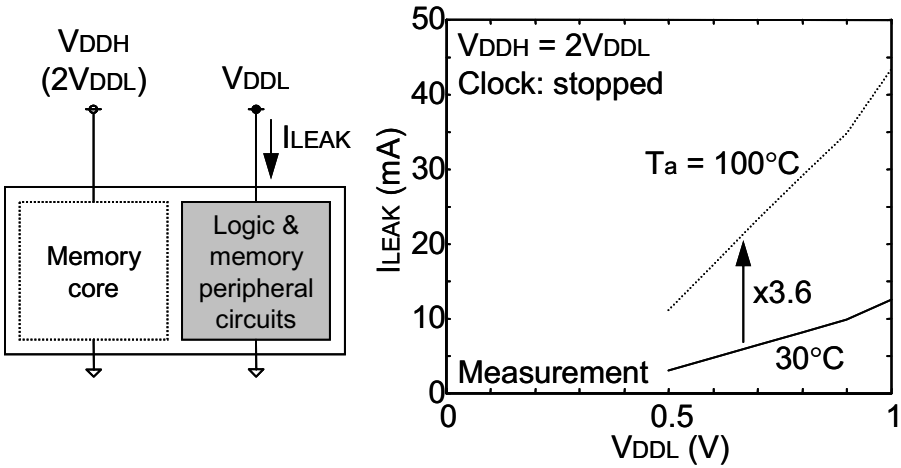 VDDH
(2VDDL)
VDDL
ILEAK
Memory
core
Logic &
memory
peripheral
circuits
ILEAK (mA)
50
40
30
20
10
0
VDDH = 2VDDL
Clock: stopped
Ta = 100°C
x3.6
30°C
Measurement
0
0.5
1
VDDL (V)